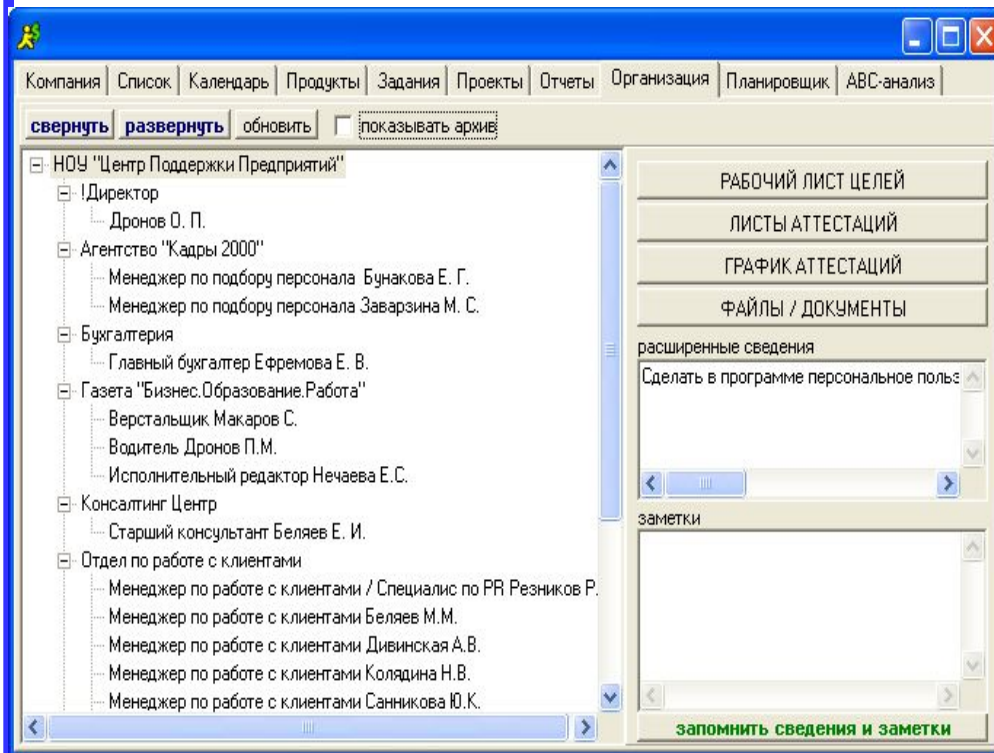 Компания Список Календарь Продукты Задания Проекты Отчеты Организация Планировщик ABC-анализ
свернуть развернуть обновить показывать архив
НОУ "Центр Поддержки Предприятий"
!Директор
Дронов О. П.
Агентство "Кадры 2000"
Менеджер по подбору персонала Бунакова Е. Г.
Менеджер по подбору персонала Заварзина М. С.
Бухгалтерия
Главный бухгалтер Ефремова Е. В.
Газета "Бизнес.Образование.Работа"
Верстальщик Макаров С.
Водитель Дронов П.М.
Исполнительный редактор Нечаева Е.С.
Консалтинг Центр
Старший консультант Беляев Е. И.
Отдел по работе с клиентами
Менеджер по работе с клиентами / Специалис по PR Резников Р.
Менеджер по работе с клиентами Беляев М.М.
Менеджер по работе с клиентами Дивинская А.В.
Менеджер по работе с клиентами Колядина Н.В.
Менеджер по работе с клиентами Санникова Ю.К.
РАБОЧИЙ ЛИСТ ЦЕЛЕЙ
ЛИСТЫ АТТЕСТАЦИЙ
ГРАФИК АТТЕСТАЦИЙ
ФАЙЛЫ / ДОКУМЕНТЫ
расширенные сведения
Сделать в программе персональное польз
заметки
запомнить сведения и заметки